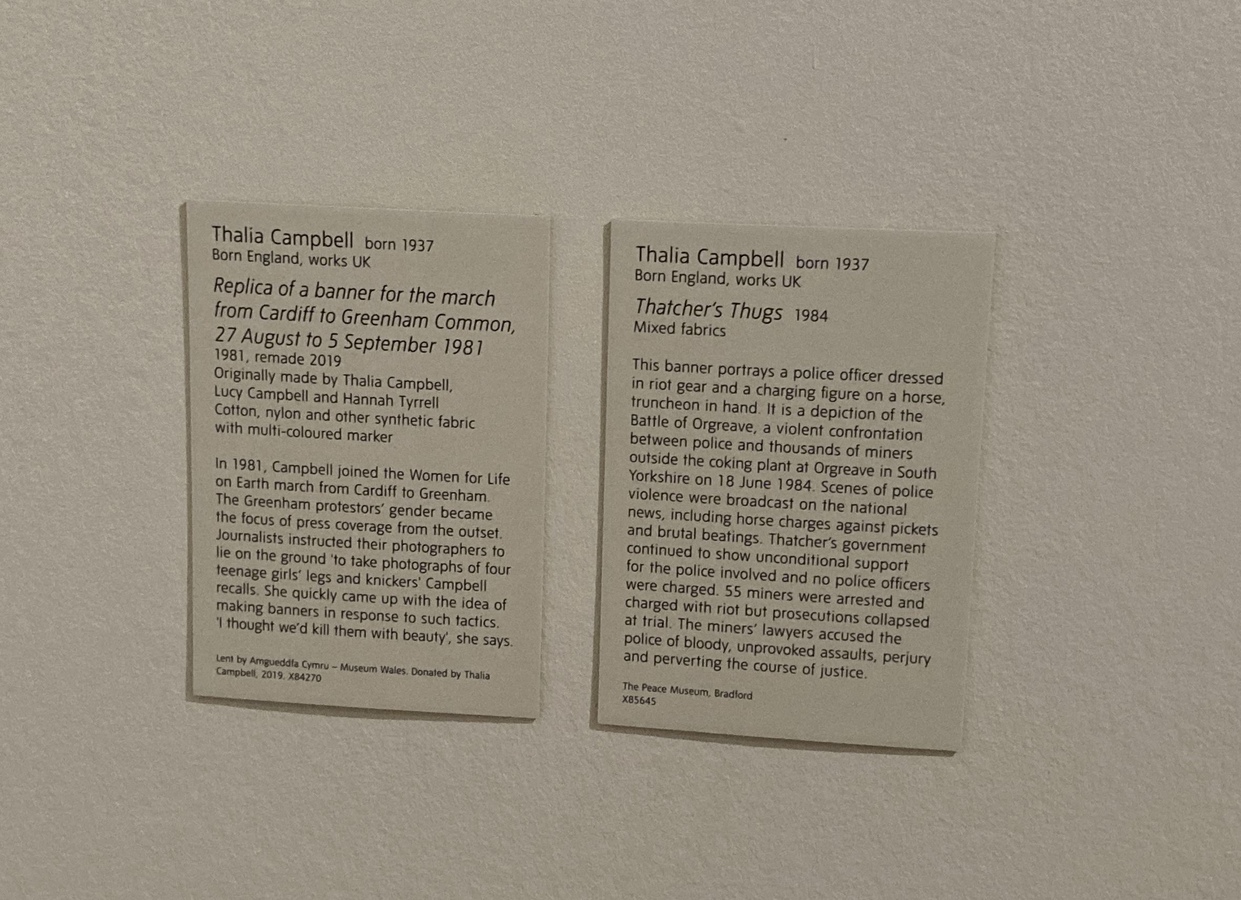 Thalia Campbell born 1937
Born England, works UK
Replica of a banner for the march
from Cardiff to Greenham Common,
27 August to 5 September 1981
1981, remade 2019
Originally made by Thalia Campbell,
Lucy Campbell and Hannah Tyrrell
Cotton, nylon and other synthetic fabric
with multi-coloured marker
In 1981, Campbell joined the Women for Life
on Earth march from Cardiff to Greenham.
The Greenham protestors' gender became
the focus of press coverage from the outset.
Journalists instructed their photographers to
lie on the ground 'to take photographs of four
teenage girls' legs and knickers' Campbell
recalls. She quickly came up with the idea of
making banners in response to such tactics.
'I thought we'd kill them with beauty', she says.
Lent by Amgueddfa Cymru – Museum Wales. Donated by Thalia
Campbell, 2019. X84270
Thalia Campbell born 1937
Born England, works UK
Thatcher's Thugs 1984
Mixed fabrics
This banner portrays a police officer dressed
in riot gear and a charging figure on a horse,
truncheon in hand. It is a depiction of the
Battle of Orgreave, a violent confrontation
between police and thousands of miners
outside the coking plant at Orgreave in South
Yorkshire on 18 June 1984. Scenes of police
violence were broadcast on the national
news, including horse charges against pickets
and brutal beatings. Thatcher's government
continued to show unconditional support
for the police involved and no police officers
were charged. 55 miners were arrested and
charged with riot but prosecutions collapsed
at trial. The miners' lawyers accused the
police of bloody, unprovoked assaults, perjury
and perverting the course of justice.
The Peace Museum, Bradford
X85645